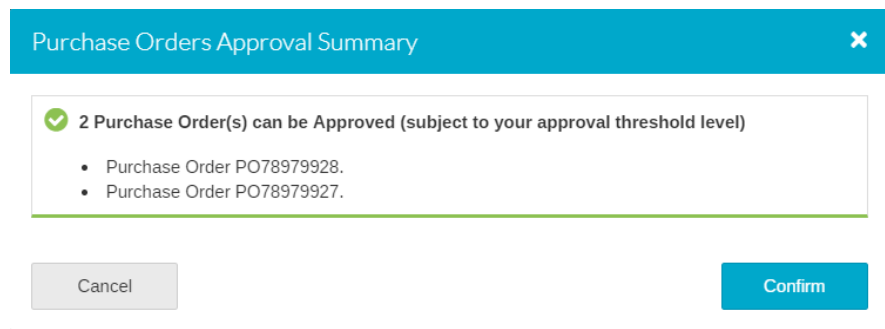 Purchase Orders Approval Summary
2 Purchase Order(s) can be Approved (subject to your approval threshold level)
• Purchase Order PO78979928.
• Purchase Order PO78979927.
Cancel
Confirm